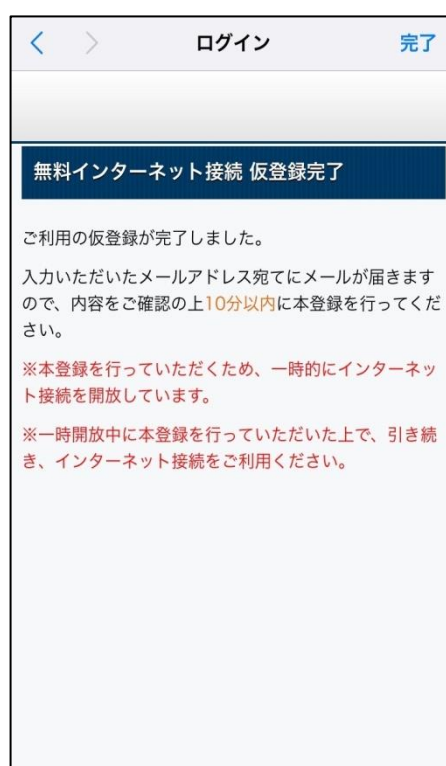 ログイン
完了
無料インターネット接続 仮登録完了
ご利用の仮登録が完了しました。
入力いただいたメールアドレス宛てにメールが届きます
ので、内容をご確認の上10分以内に本登録を行ってくだ
さい。
※本登録を行っていただくため、一時的にインターネッ
ト接続を開放しています。
※一時開放中に本登録を行っていただいた上で、引き続
き、インターネット接続をご利用ください。